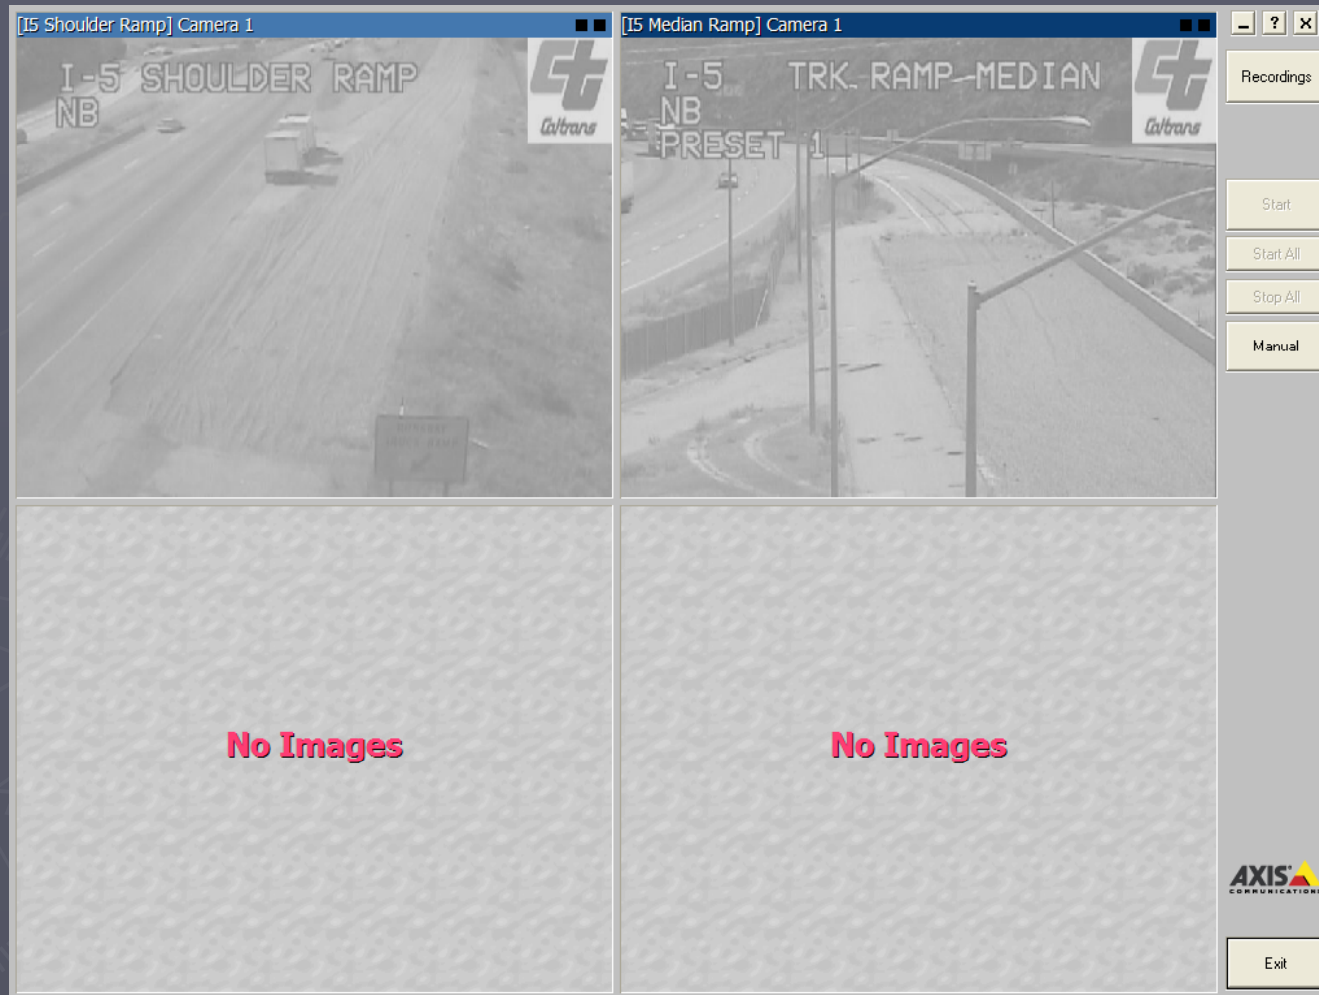 [I5 Shoulder Ramp] Camera 1
I-5 SHOULDER RAMP
NB
Caltrans
[I5 Median Ramp] Camera 1
I-5 TRK RAMP-MEDIAN
NB
PRESET 1
Caltrans
No Images
No Images
?
Recordings
Start
Start All
Stop All
Manual
AXIS
COMMUNICATIONS
Exit